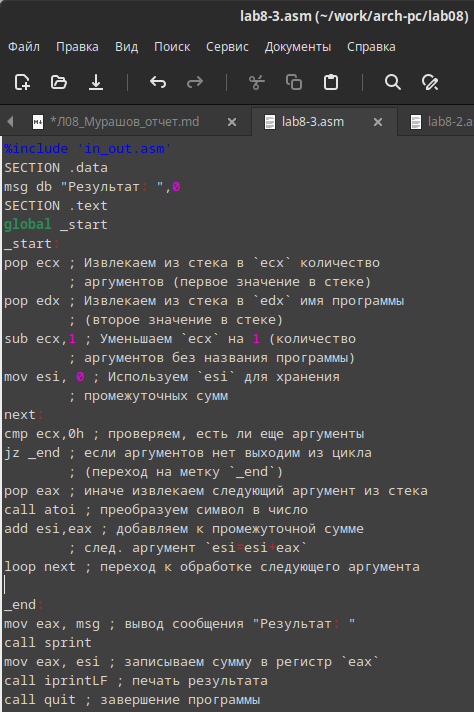 lab8-3.asm (~/work/arch-pc/lab08)
Файл Правка Вид Поиск Сервис Документы Справка
*Л08_Мурашов_отчет.md lab8-3.asm lab8-2.a
%include 'in_out.asm'
SECTION .data
msg db "Результат: ",0
SECTION .text
global _start
_start:
pop ecx ; Извлекаем из стека в `ecx` количество
; аргументов (первое значение в стеке)
pop edx ; Извлекаем из стека в `edx` имя программы
; (второе значение в стеке)
sub ecx,1 ; Уменьшаем `ecx` на 1 (количество
; аргументов без названия программы)
mov esi, 0 ; Используем `esi` для хранения
; промежуточных сумм
next:
cmp ecx,0h ; проверяем, есть ли еще аргументы
jz _end ; если аргументов нет выходим из цикла
; (переход на метку `_end`)
pop eax ; иначе извлекаем следующий аргумент из стека
call atoi ; преобразуем символ в число
add esi,eax ; добавляем к промежуточной сумме
; след. аргумент `esi=esi+eax`
loop next ; переход к обработке следующего аргумента
_end:
mov eax, msg ; вывод сообщения "Результат: "
call sprint
mov eax, esi ; записываем сумму в регистр `eax`
call iprintLF ; печать результата
call quit ; завершение программы